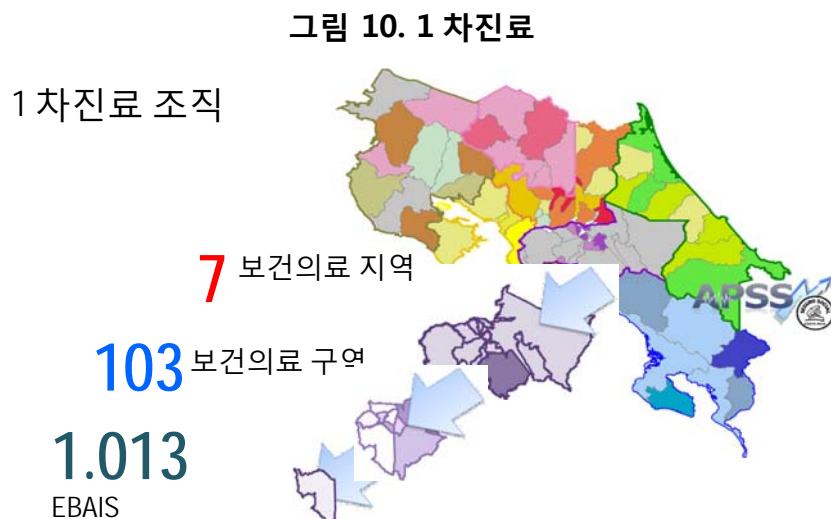 그림 10. 1 차진료
1 차진료 조직
7 보건의료 지역
103 보건의료 구역
1.013
EBAIS
APSS